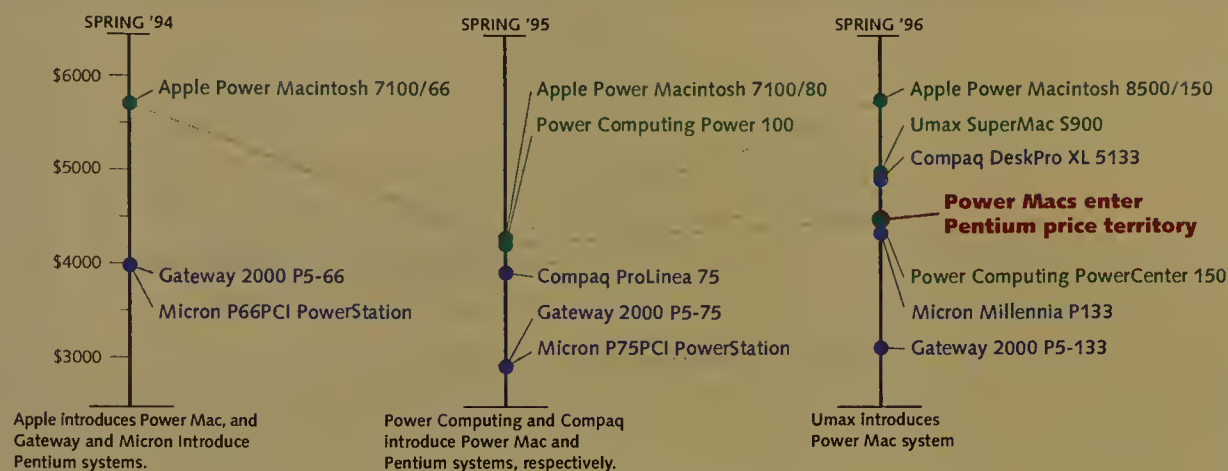 SPRING '94
$6000
$5000
$4000
$3000
Apple Power Macintosh 7100/66
Gateway 2000 P5-66
Micron P66PCI PowerStation
Apple introduces Power Mac, and
Gateway and Micron Introduce
Pentium systems.
SPRING '95
Apple Power Macintosh 7100/80
Power Computing Power 100
Compaq ProLinea 75
Gateway 2000 P5-75
Micron P75PCI PowerStation
Power Computing and Compaq
introduce Power Mac and
Pentium systems, respectively.
SPRING '96
Apple Power Macintosh 8500/150
Umax SuperMac S900
Compaq DeskPro XL 5133
Power Macs enter
Pentium price territory
Power Computing PowerCenter 150
Micron Millennia P133
Gateway 2000 P5-133
Umax introduces
Power Mac system